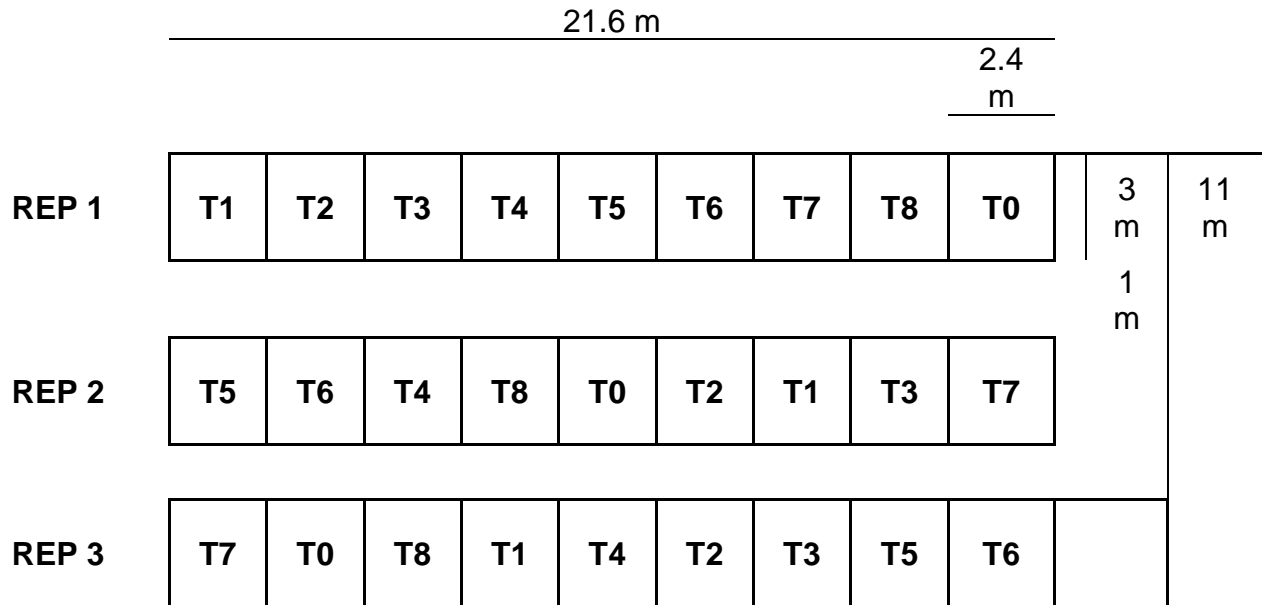 21.6 m
2.4
m
REP 1 T1 T2 T3 T4 T5 T6 T7 T8 T0 3 m 11 m
1
m
REP 2 T5 T6 T4 T8 T0 T2 T1 T3 T7
REP 3 T7 T0 T8 T1 T4 T2 T3 T5 T6